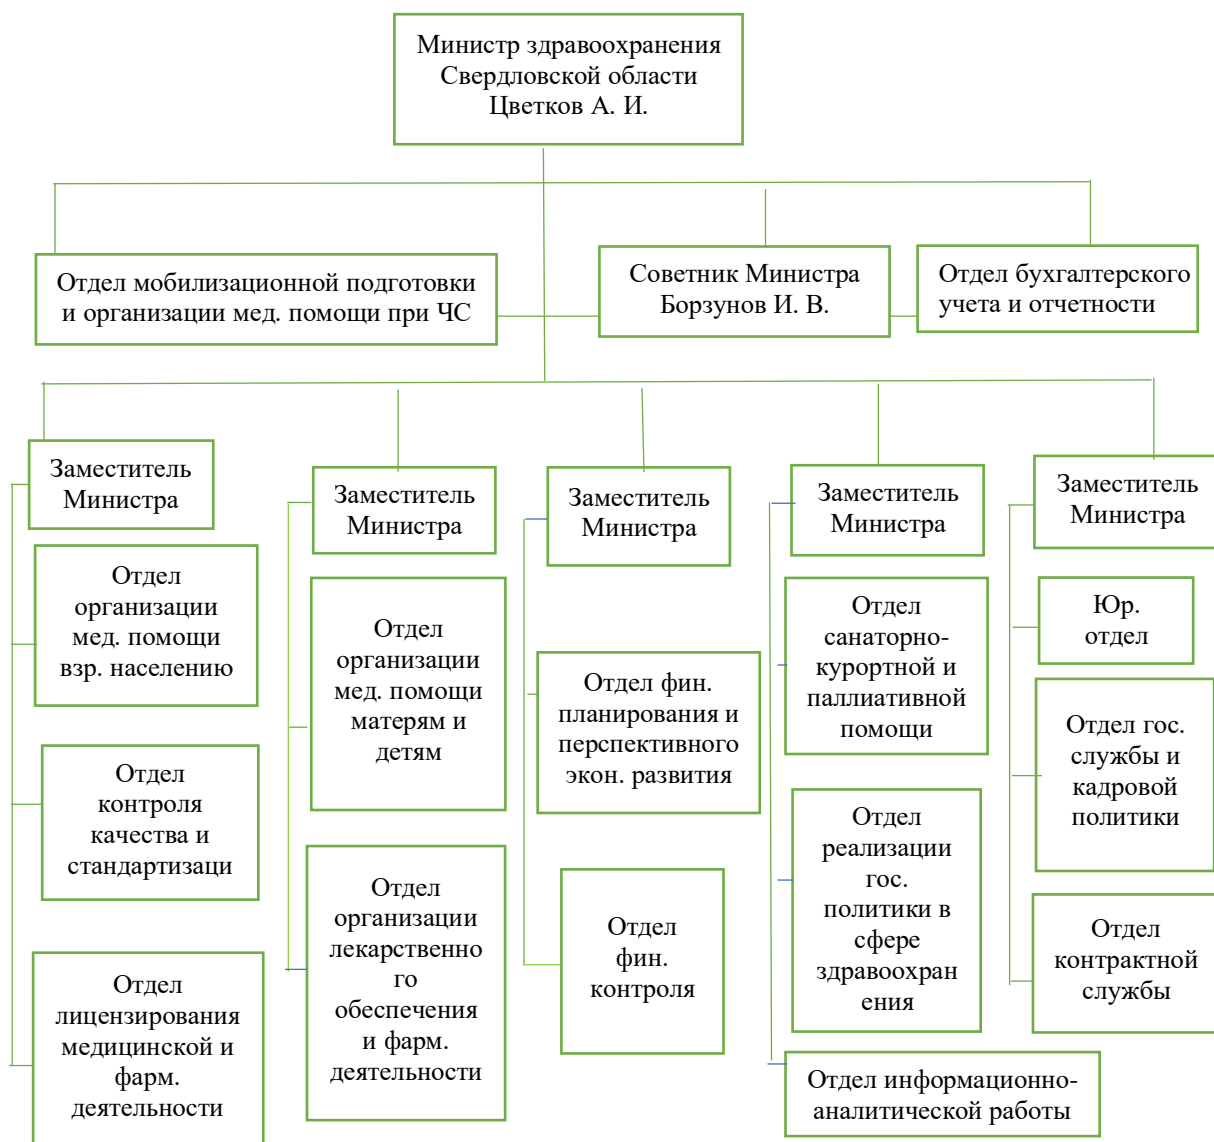 Министр здравоохранения
Свердловской области
Цветков А. И.
Отдел мобилизационной подготовки
и организации мед. помощи при ЧС
Советник Министра
Борзунов И. В.
Отдел бухгалтерского
учета и отчетности
Заместитель
Министра
Отдел
организации
мед. помощи
взр. населению
Отдел
контроля
качества и
стандартизаци
Отдел
лицензирования
медицинской и
фарм.
деятельности
Заместитель
Министра
Отдел
организации
мед. помощи
матерям и
детям
Отдел
организации
лекарственно
го
обеспечения
и фарм.
деятельности
Заместитель
Министра
Отдел фин.
планирования и
перспективного
экон. развития
Отдел
фин.
контроля
Заместитель
Министра
Отдел
санаторно-
курортной и
паллиативной
помощи
Отдел
реализации
гос.
политики в
сфере
здравоохран
ения
Отдел информационно-
аналитической работы
Заместитель
Министра
Юр.
отдел
Отдел гос.
службы и
кадровой
политики
Отдел
контрактной
службы